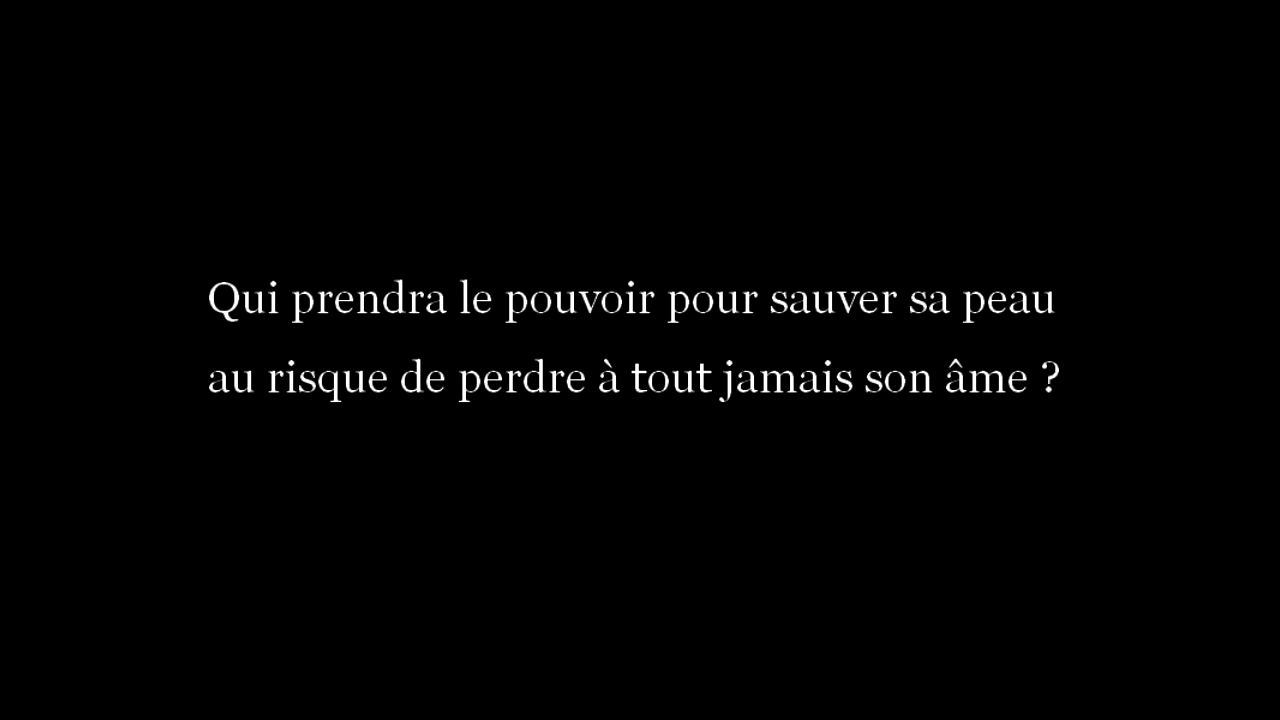 Qui prendra le pouvoir pour sauver sa peau
au risque de perdre à tout jamais son âme ?